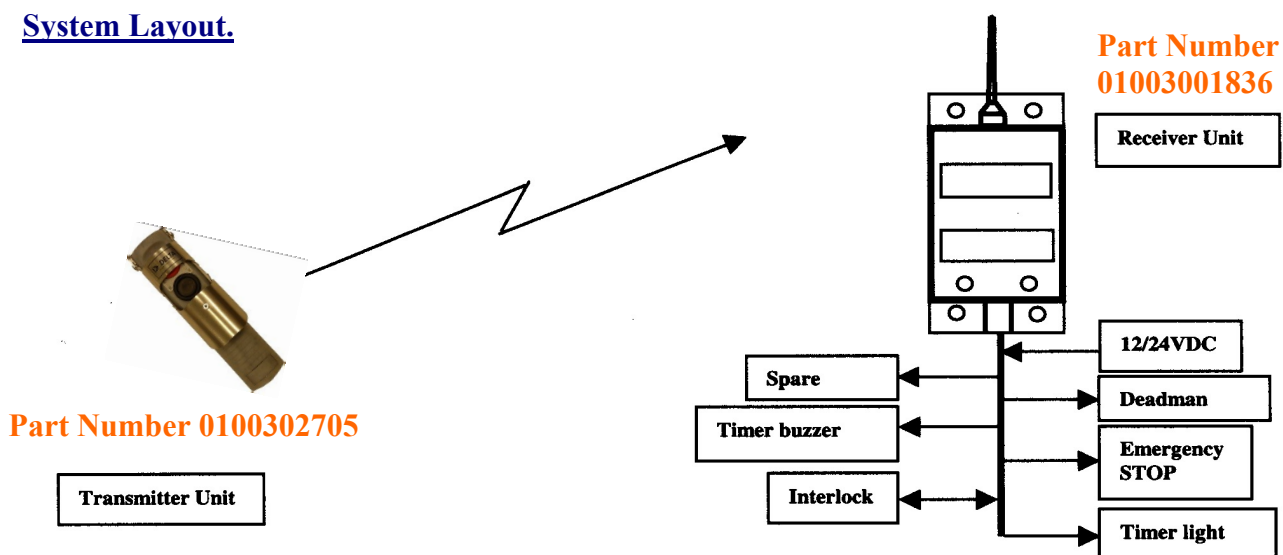 System Layout.
Part Number
01003001836
Receiver Unit
12/24VDC
Spare
Deadman
Timer buzzer
Emergency
STOP
Interlock
Timer light
Part Number 0100302705
Transmitter Unit